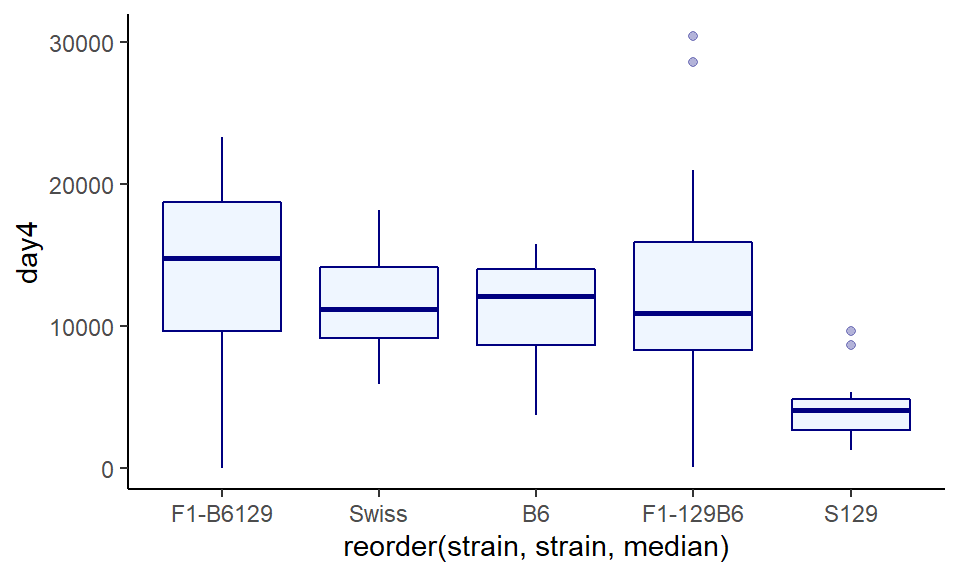 30000
20000
10000
0
day4
F1-B6129 Swiss B6 F1-129B6 S129
reorder(strain, strain, median)